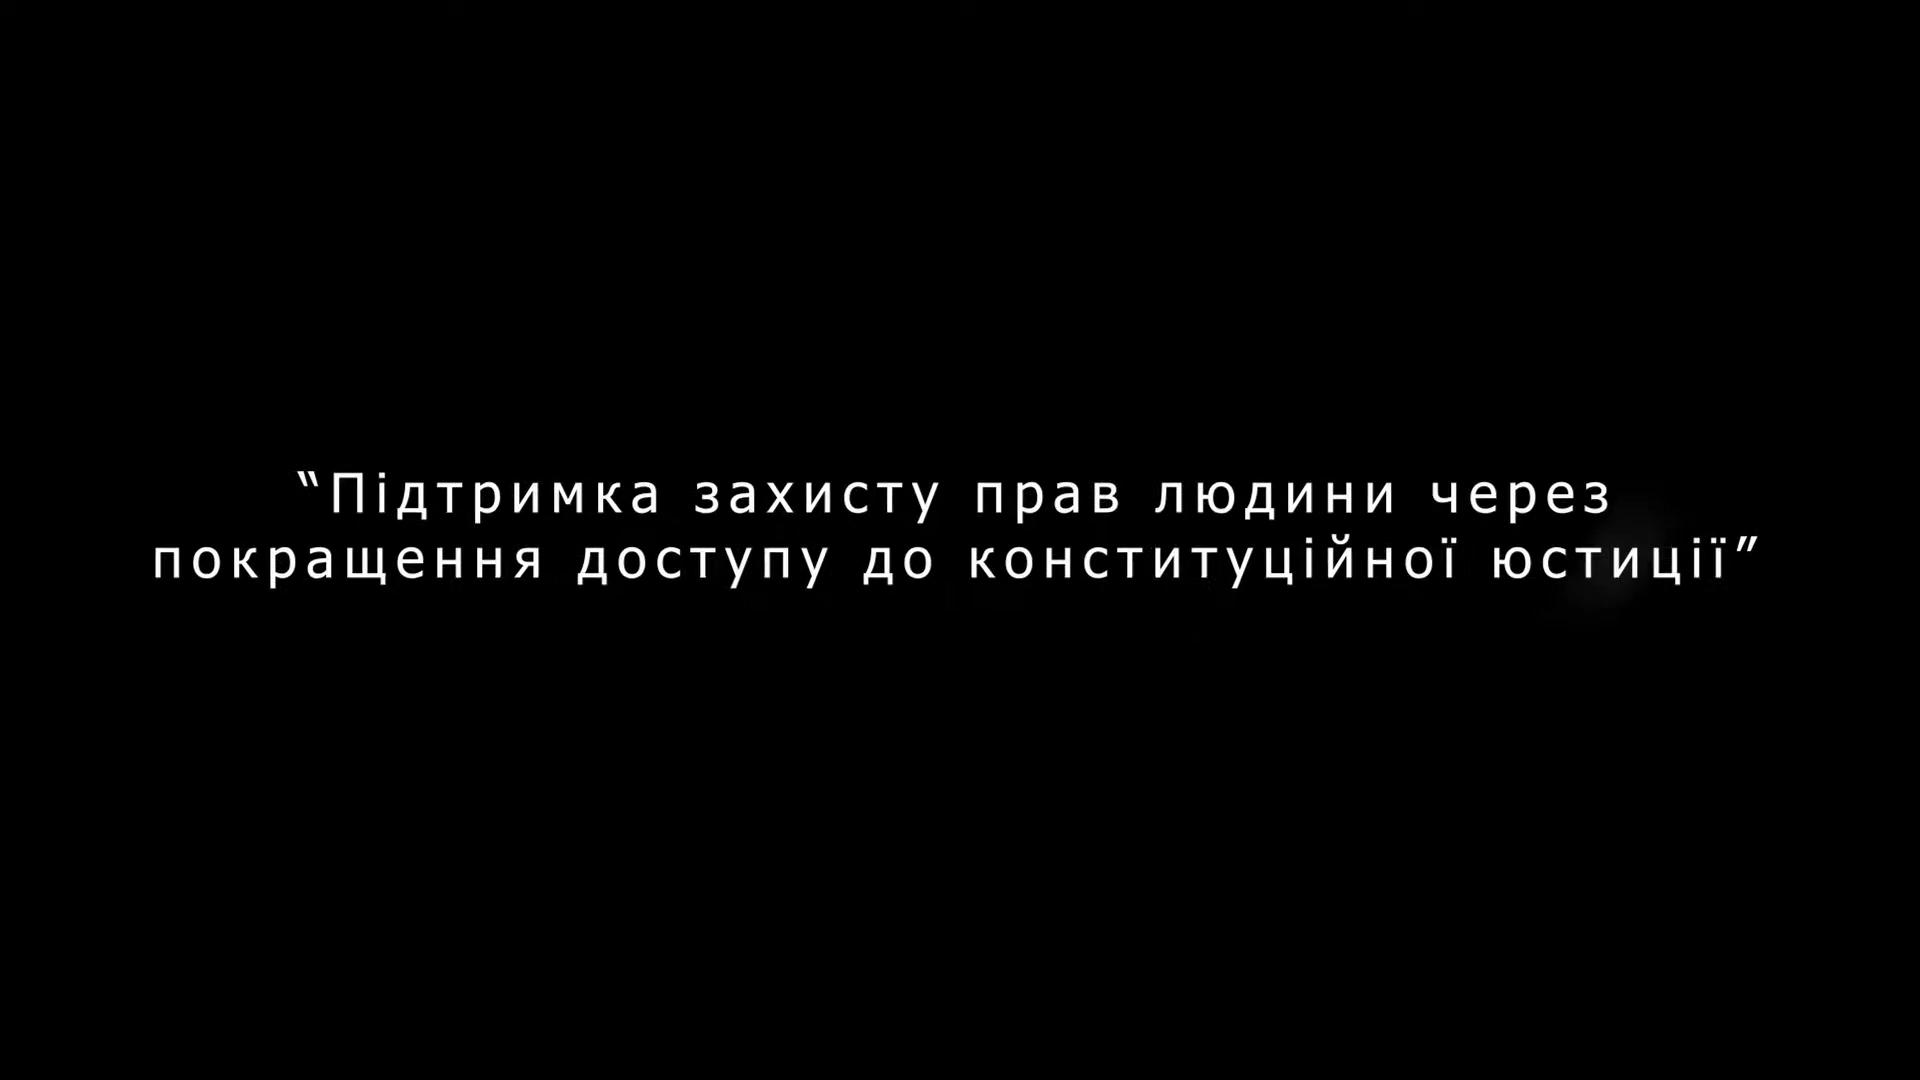 “Підтримка захисту прав людини через
покращення доступу до конституційної юстиції”